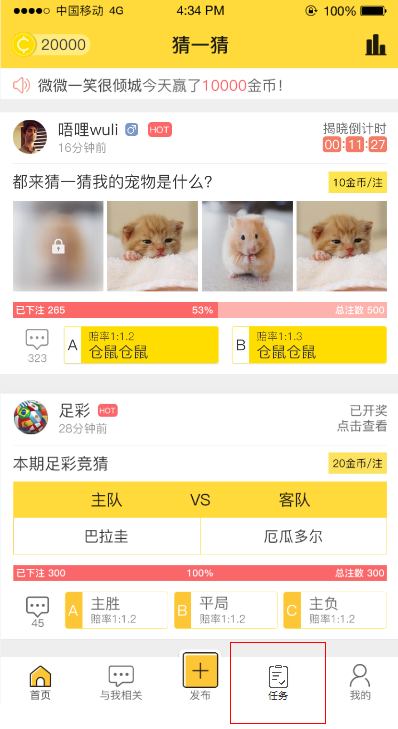 中国移动 4G 4:34 PM 100%
20000 猜一猜
微微一笑很倾城今天赢了10000金币！
唔哩wuli HOT 揭晓倒计时
16分钟前 00:11:27
都来猜一猜我的宠物是什么？ 10金币/注
已下注 265 53% 总注数 500
323 A 赔率1:1.2 B 赔率1:1.3
仓鼠仓鼠 仓鼠仓鼠
足彩 HOT 已开奖
28分钟前 点击查看
本期足彩竞猜 20金币/注
主队 VS 客队
巴拉圭 厄瓜多尔
已下注 300 100% 总注数 300
45 A 主胜 B 平局 C 主负
赔率1:1.2 赔率1:1.2 赔率1:1.2
首页 与我相关 发布 任务 我的